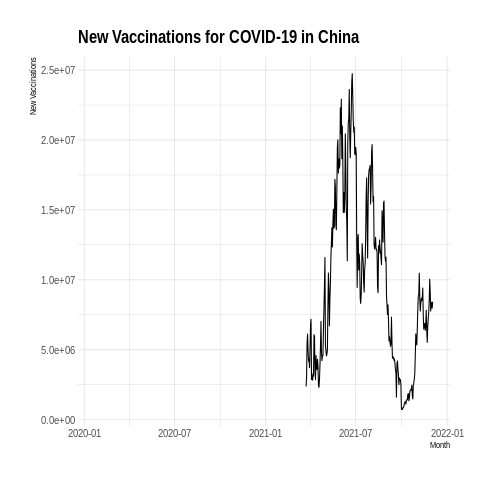 New Vaccinations for COVID-19 in China
New Vaccinations
2.5e+07
2.0e+07
1.5e+07
1.0e+07
5.0e+06
0.0e+00
2020-01 2020-07 2021-01 2021-07 2022-01
Month